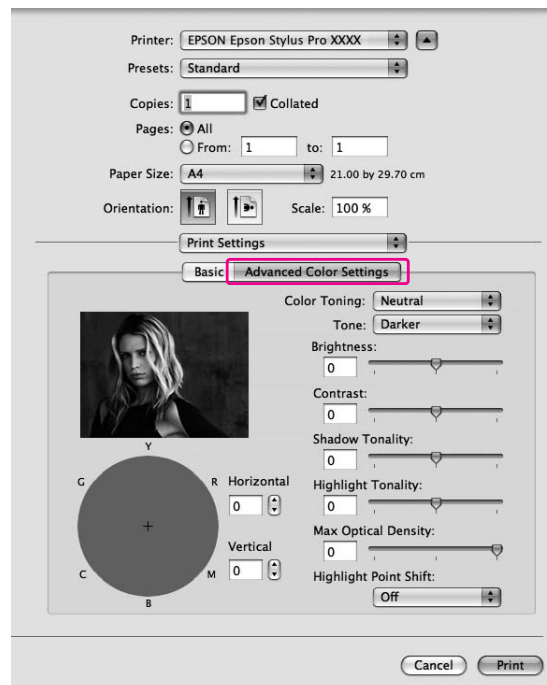 Printer: EPSON Epson Stylus Pro XXXX
Presets: Standard
Copies: 1 Collated
Pages: All
From: 1 to: 1
Paper Size: A4 21.00 by 29.70 cm
Orientation: Scale: 100 %
Print Settings
Basic Advanced Color Settings
Color Toning: Neutral
Tone: Darker
Brightness:
0
Contrast:
0
Shadow Tonality:
0
Highlight Tonality:
0
Max Optical Density:
0
Highlight Point Shift:
Off
Y
G R
C M
B
Horizontal
0
Vertical
0
Cancel Print